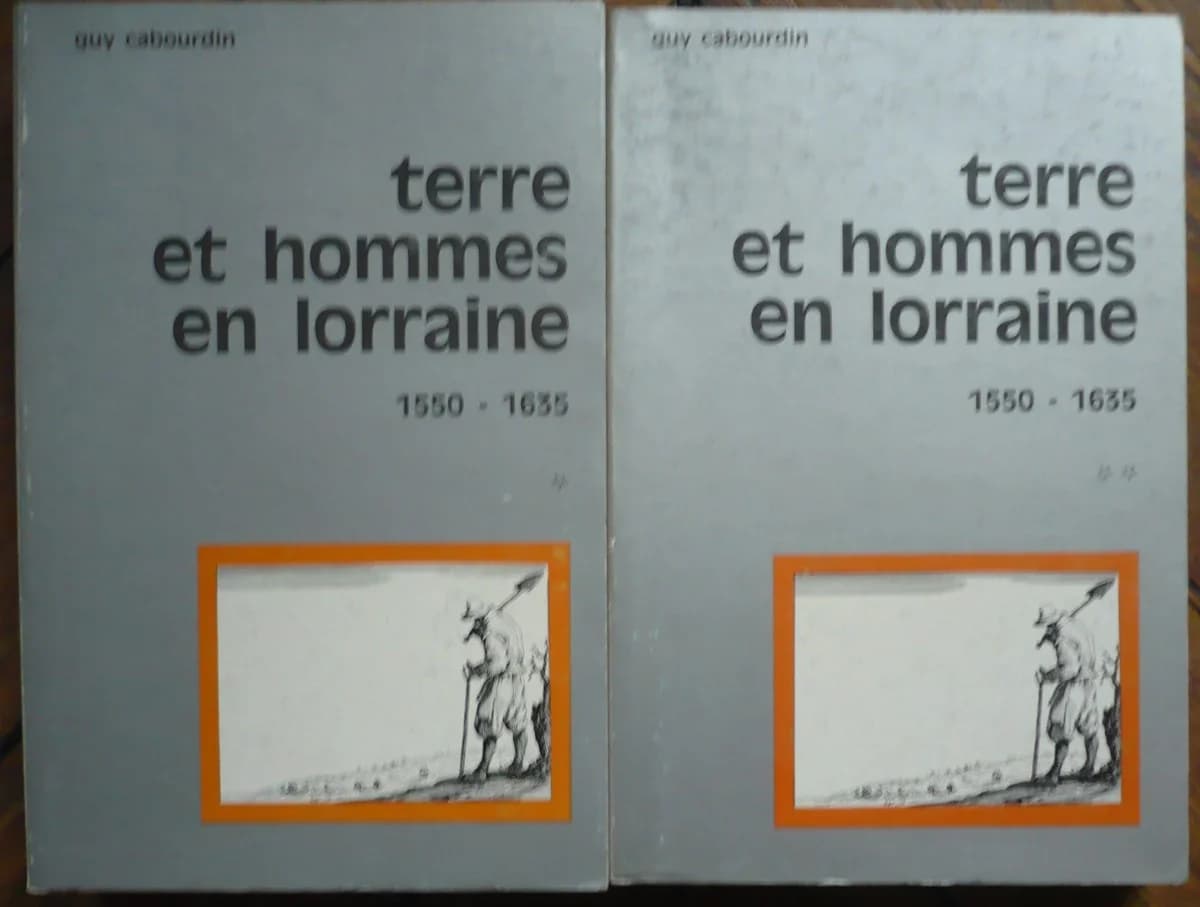 guy cabourdin
terre
et hommes
en lorraine
1550 - 1635
*
guy cabourdin
terre
et hommes
en lorraine
1550 - 1635
* *